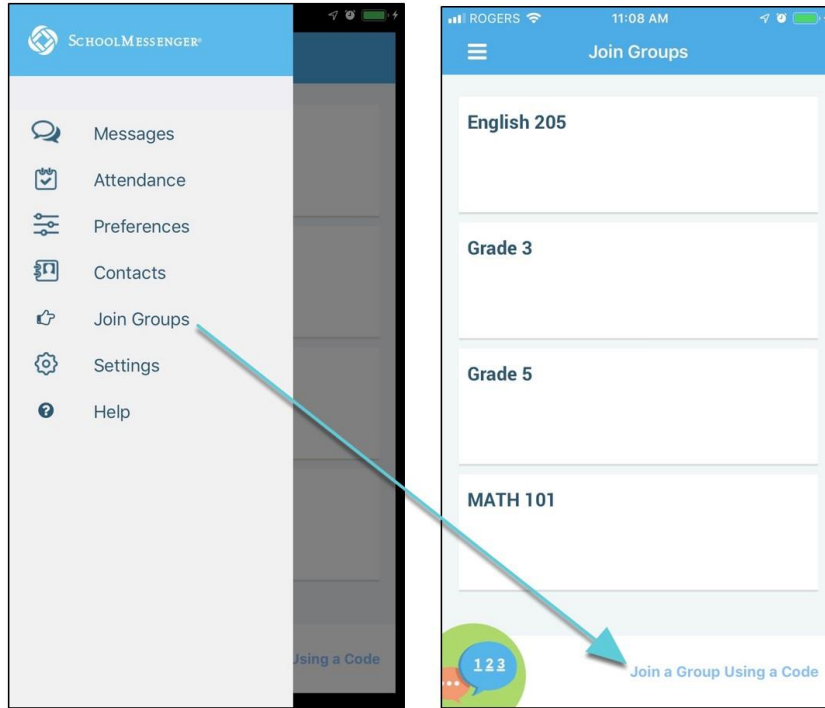 SCHOOLMESSENGER®
Messages
Attendance
Preferences
Contacts
Join Groups
Settings
Help
Using a Code
ROGERS 11:08 AM
Join Groups
English 205
Grade 3
Grade 5
MATH 101
123
Join a Group Using a Code